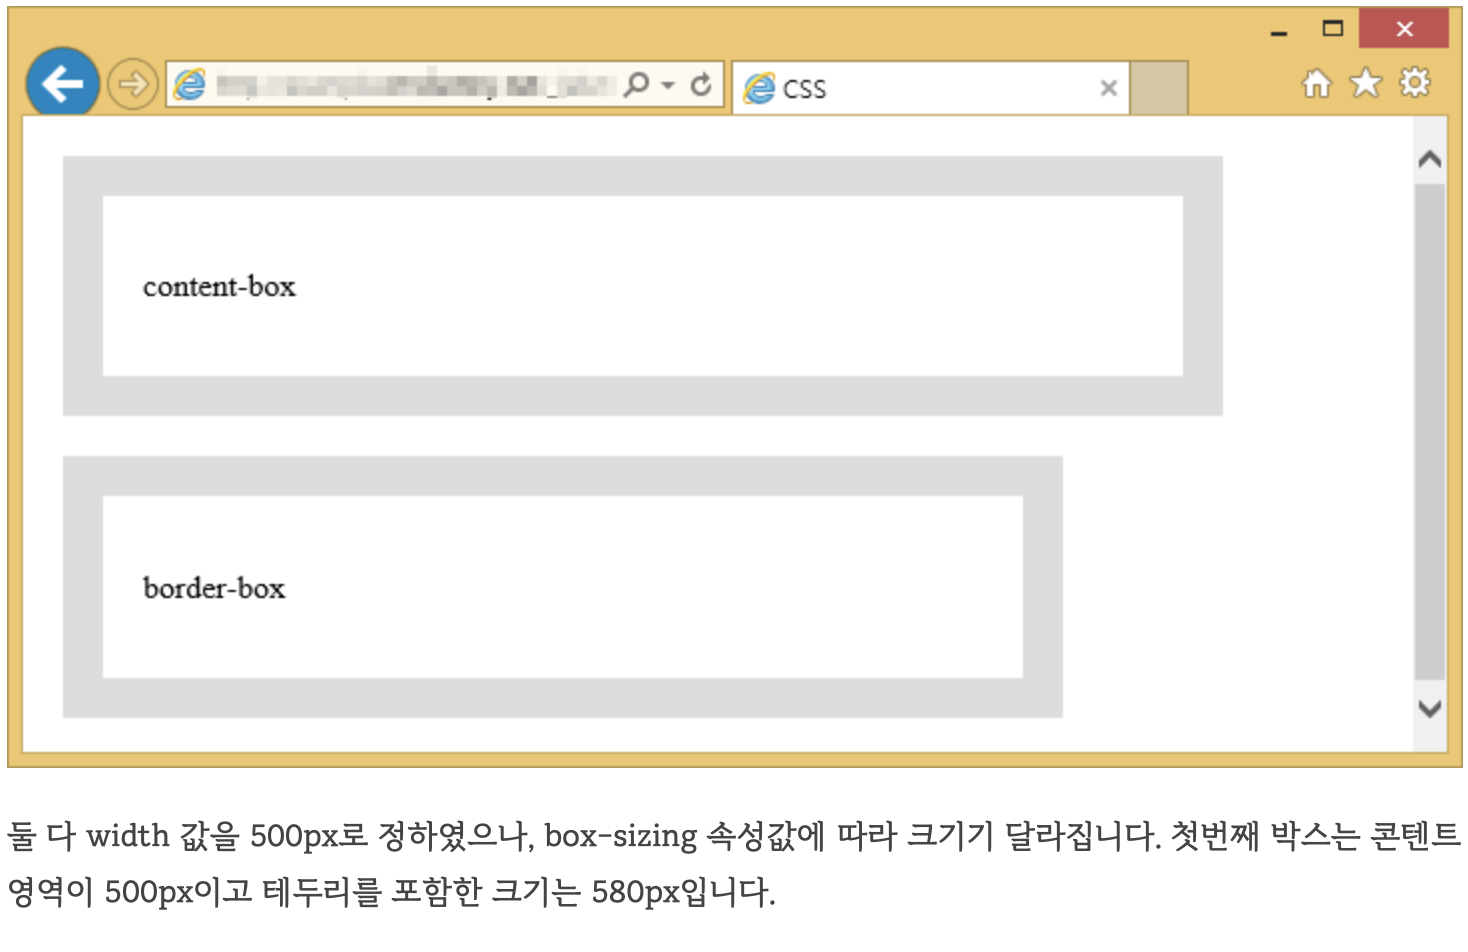 CSS
content-box
border-box
둘 다 width 값을 500px로 정하였으나, box-sizing 속성값에 따라 크기기 달라집니다. 첫번째 박스는 콘텐트
영역이 500px이고 테두리를 포함한 크기는 580px입니다.